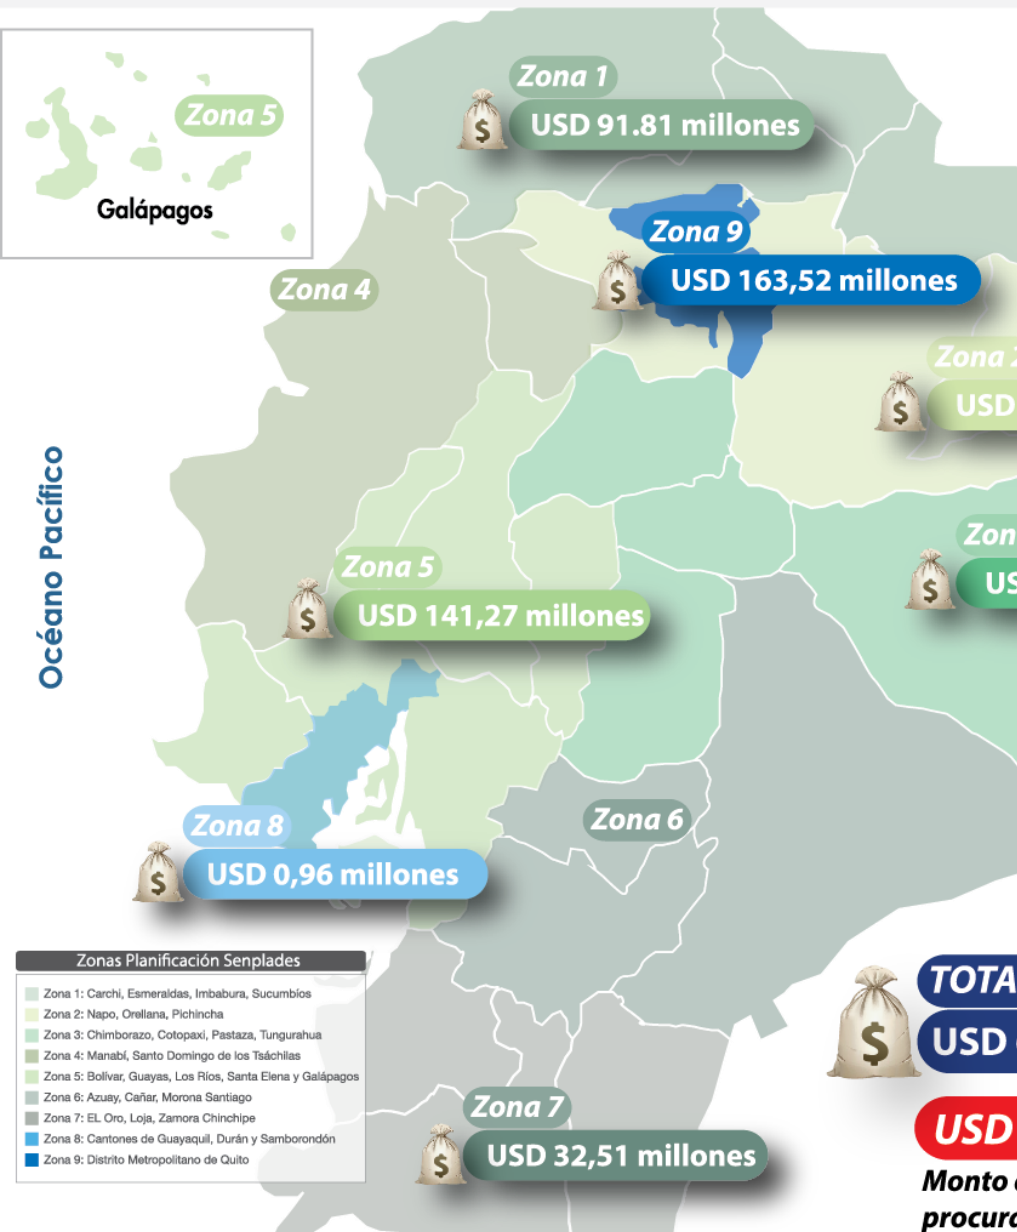 Zona 5
Galápagos
Zona 1
$
USD 91.81 millones
Zona 9
$
USD 163,52 millones
Zona 4
Zona
$
USD
Océano Pacífico
Zona 5
$
USD 141,27 millones
$
Zona 8
$
USD 0,96 millones
Zona 6
Zonas Planificación Senplades
Zona 1: Carchi, Esmeraldas, Imbabura, Sucumbíos
Zona 2: Napo, Orellana, Pichincha
Zona 3: Chimborazo, Cotopaxi, Pastaza, Tungurahua
Zona 4: Manabí, Santo Domingo de los Tsáchilas
Zona 5: Bolívar, Guayas, Los Ríos, Santa Elena y Galápagos
Zona 6: Azuay, Cañar, Morona Santiago
Zona 7: EL Oro, Loja, Zamora Chinchipe
Zona 8: Cantones de Guayaquil, Durán y Samborondón
Zona 9: Distrito Metropolitano de Quito
$
USD
USD
Monto
Zona 7
$
USD 32,51 millones